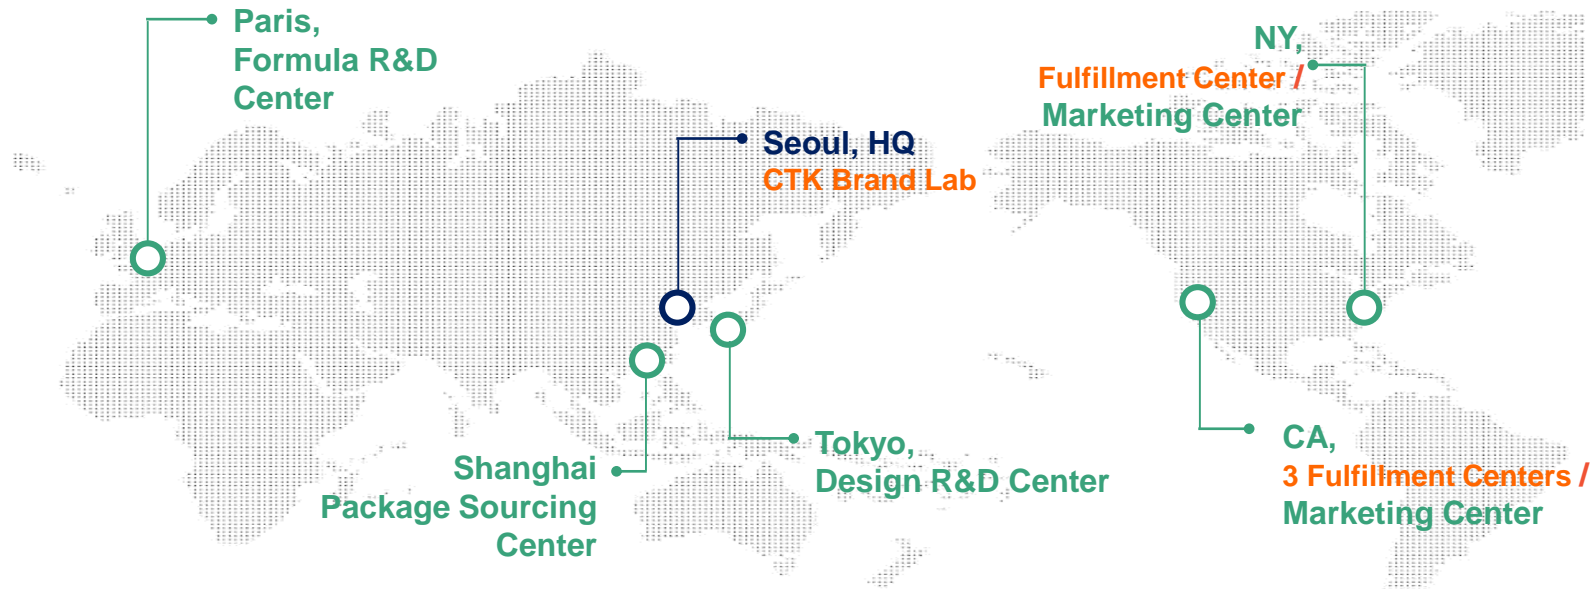 Paris,
Formula R&D
Center
Seoul, HQ
CTK Brand Lab
NY,
Fulfillment Center /
Marketing Center
Shanghai
Package Sourcing
Center
Tokyo,
Design R&D Center
CA,
3 Fulfillment Centers /
Marketing Center